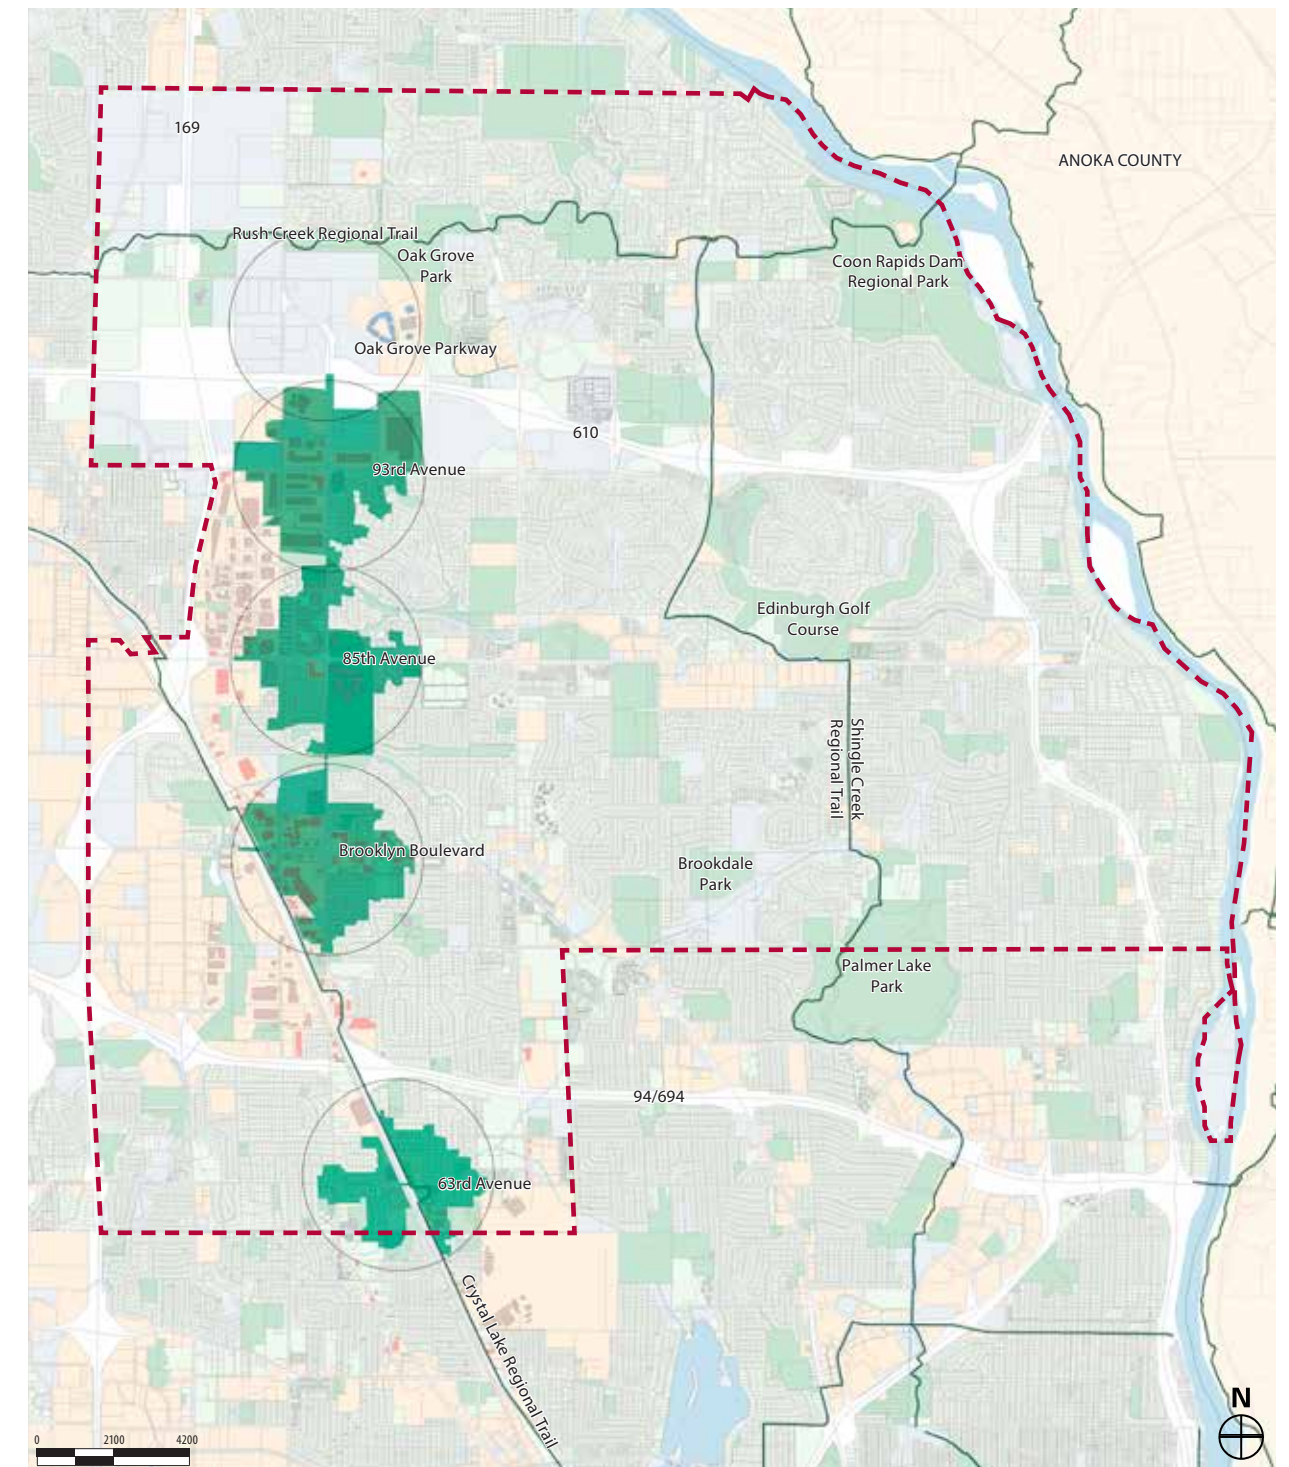 169
ANOKA COUNTY
Rush Creek Regional Trail
Oak Grove
Park
Coon Rapids Dam
Regional Park
Oak Grove Parkway
610
93rd Avenue
Edinburgh Golf
Course
85th Avenue
Shingle Creek
Regional Trail
Brooklyn Boulevard
Brookdale
Park
Palmer Lake
Park
94/694
63rd Avenue
Crystal Lake Regional Trail
N
0 2100 4200